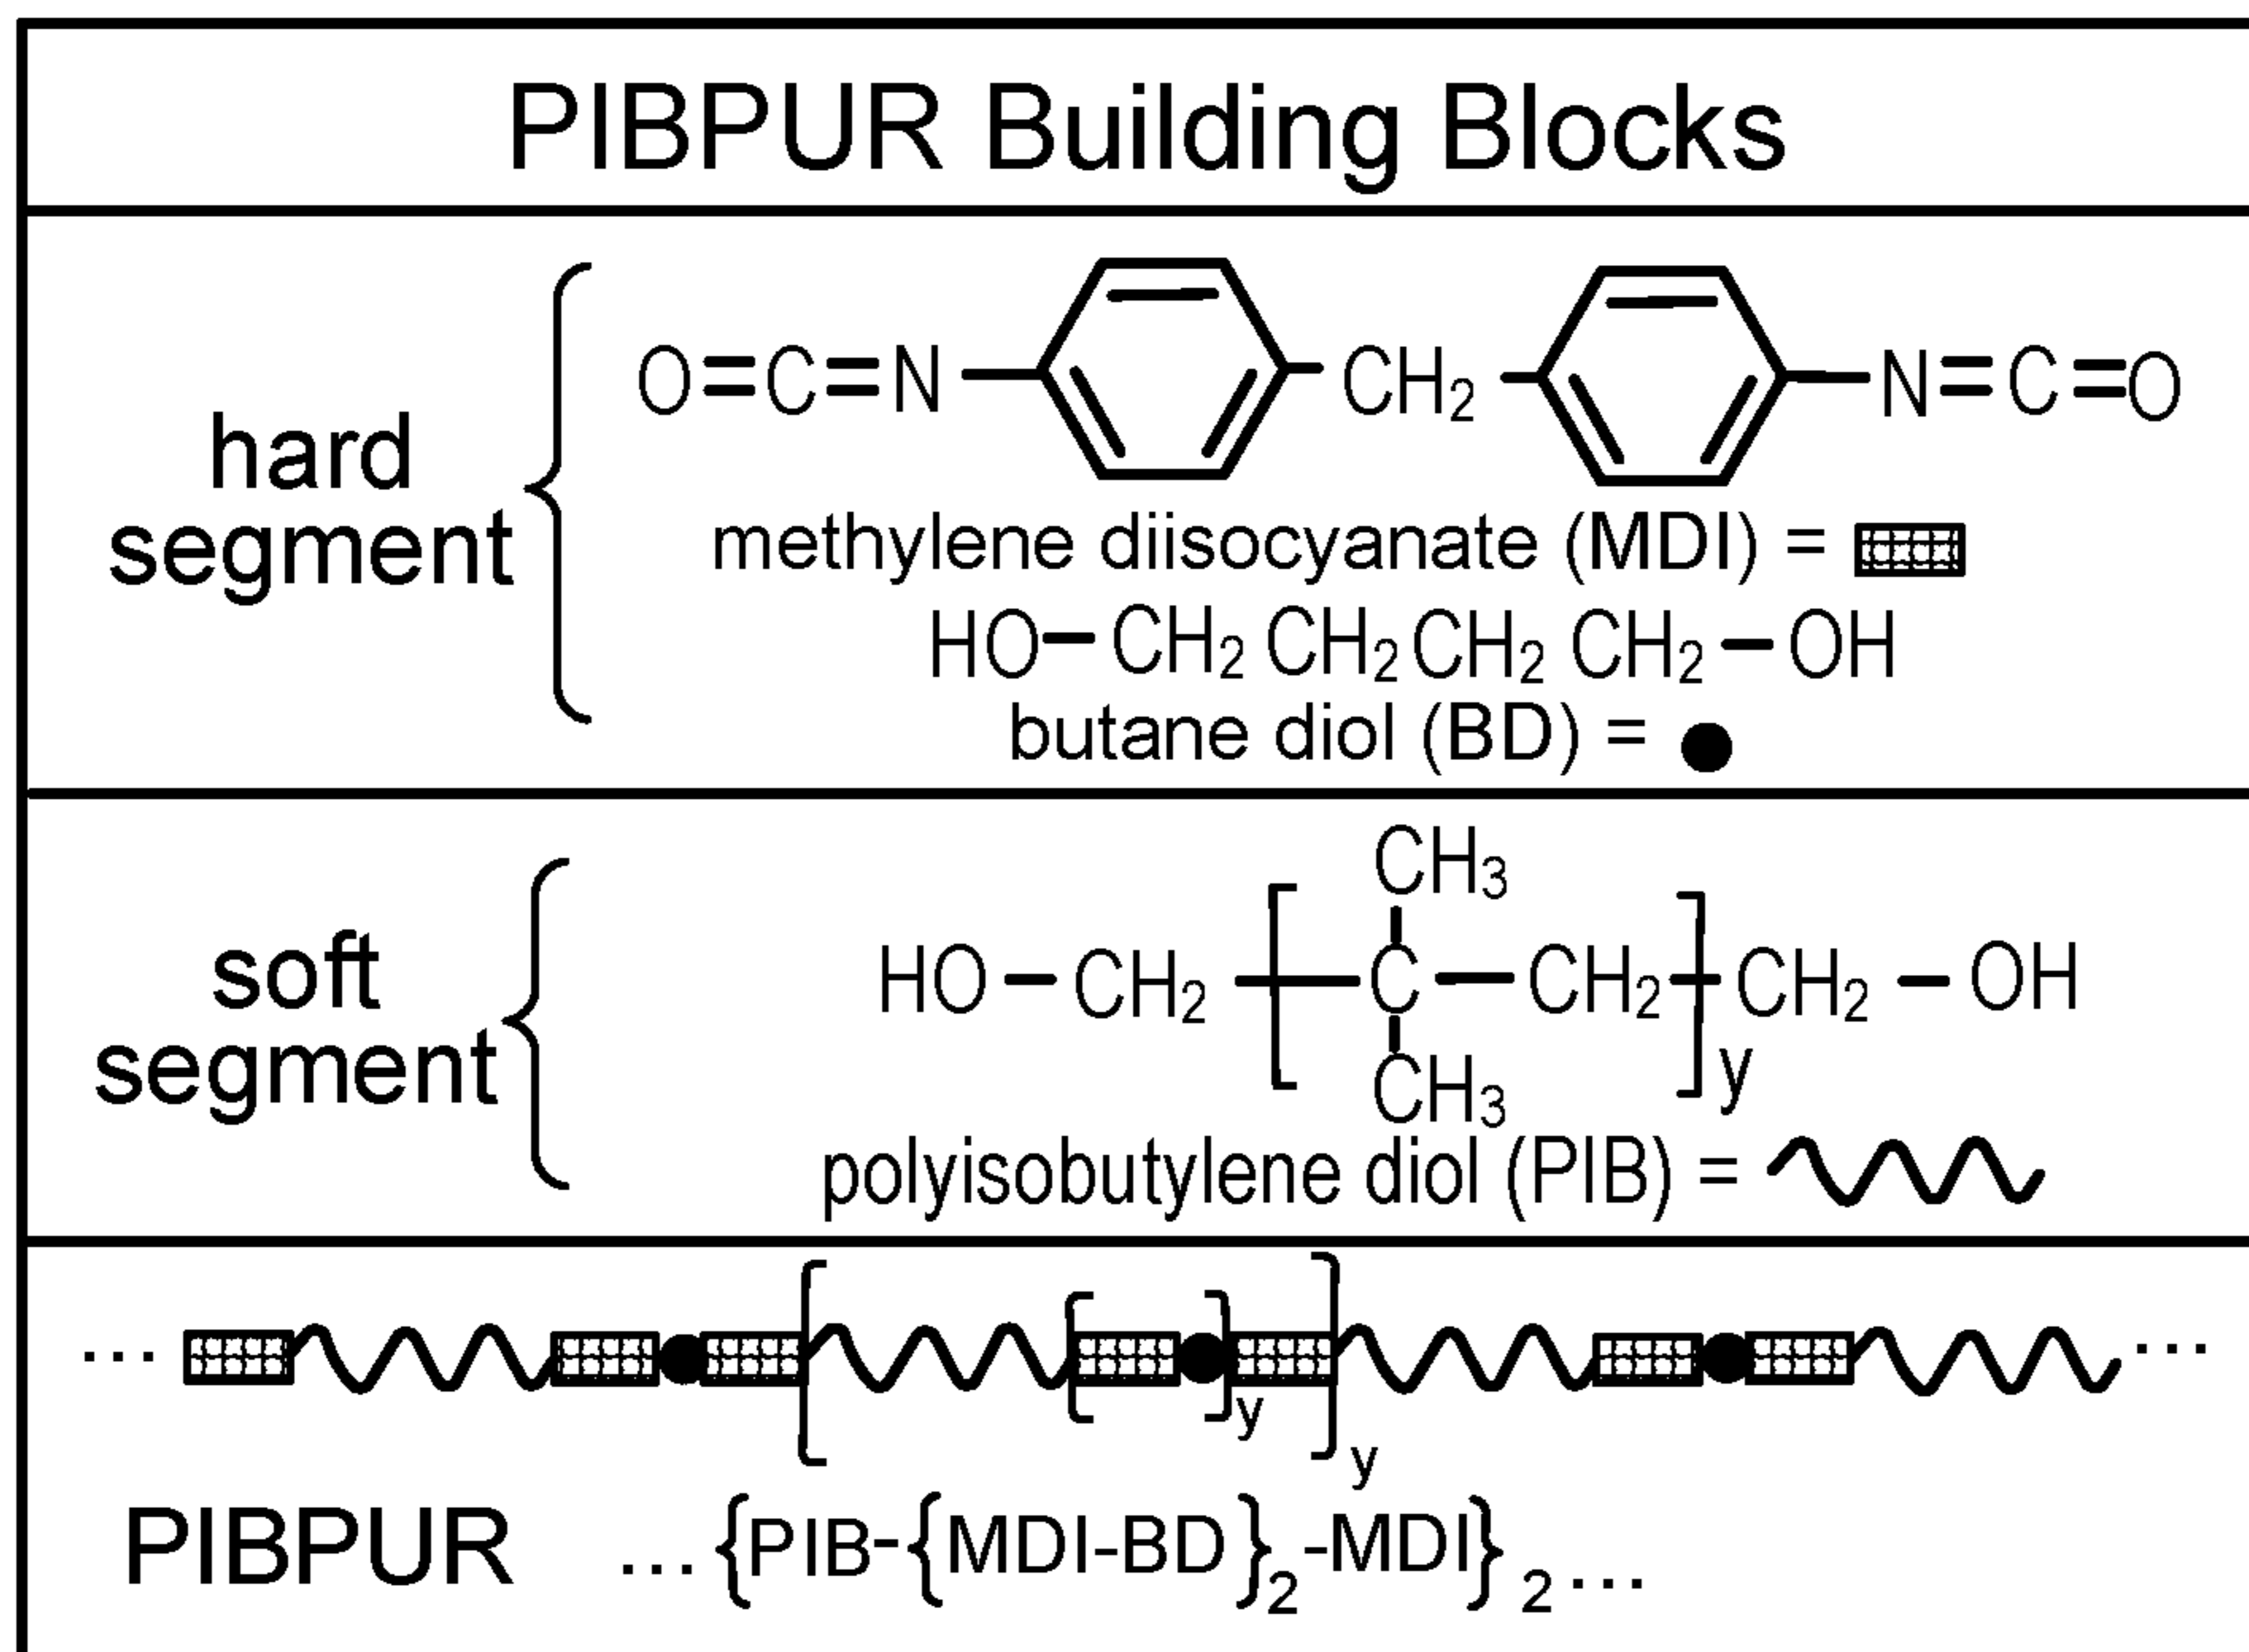 PIBPUR Building Blocks
hard
segment
O=C=N CH2 N=C=O
methylene diisocyanate (MDI) =
HO-CH2 CH2 CH2 CH2-OH
butane diol (BD) =
soft
segment
CH3
HO-CH2 C-CH2 CH2-OH
y
CH3
polyisobutylene diol (PIB) =
... ...
y
y
PIBPUR ...{PIB-{MDI-BD}2-MDI}2...